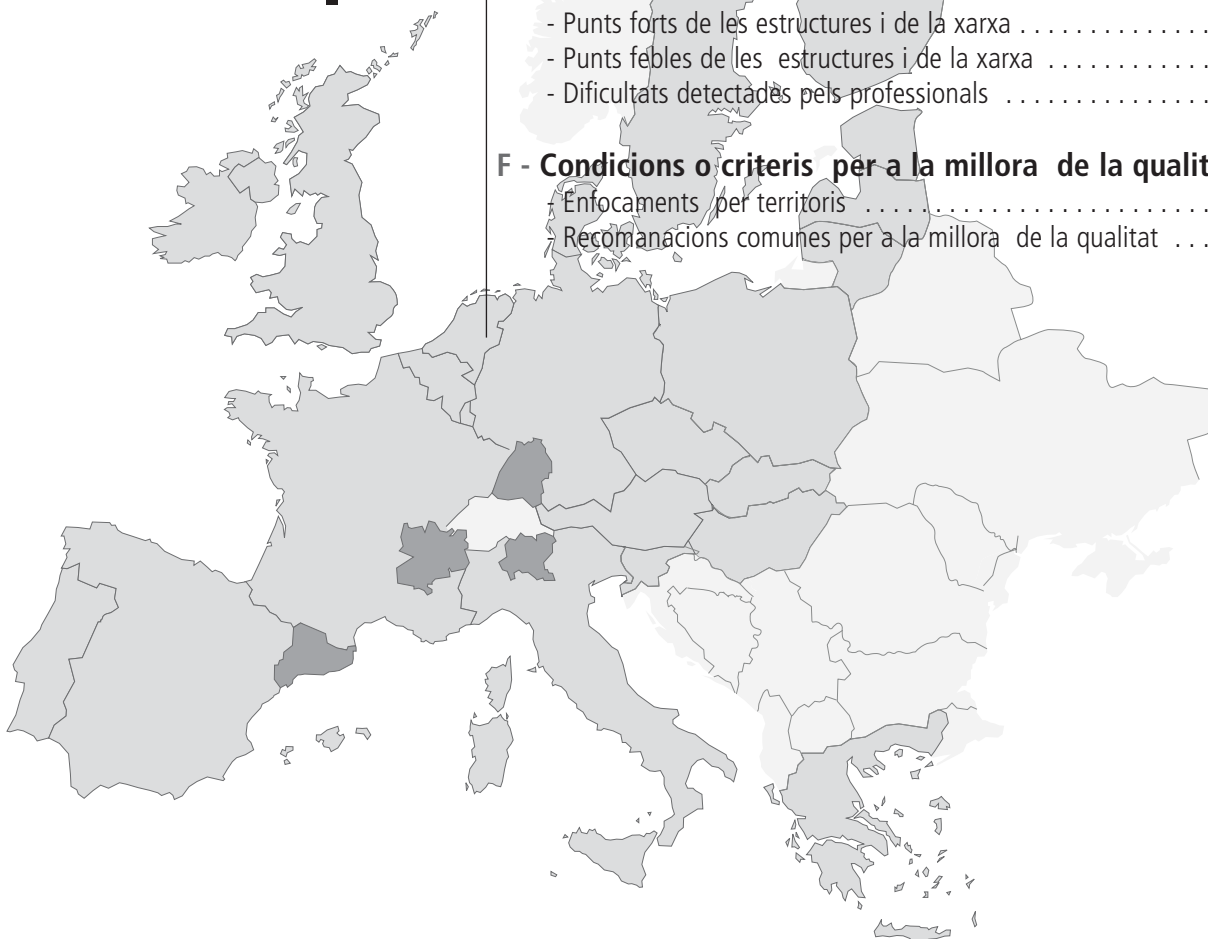 - Punts forts de les estructures i de la xarxa . . . . . . . . . . . . . .
- Punts febles de les estructures i de la xarxa . . . . . . . . . . . .
- Dificultats detectades pels professionals . . . . . . . . . . . . . . .
F - Condicions o criteris per a la millora de la qualit
- Enfocaments per territoris . . . . . . . . . . . . . . . . . . . . . . . . . .
- Recomanacions comunes per a la millora de la qualitat . . .